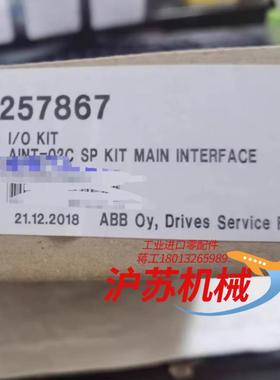 257867
I/O KIT
AINT-02C SP KIT MAIN INTERFACE
21.12.2018 ABB Oy, Drives Service
工业进口零配件
蒋工18013265989
沪苏机械